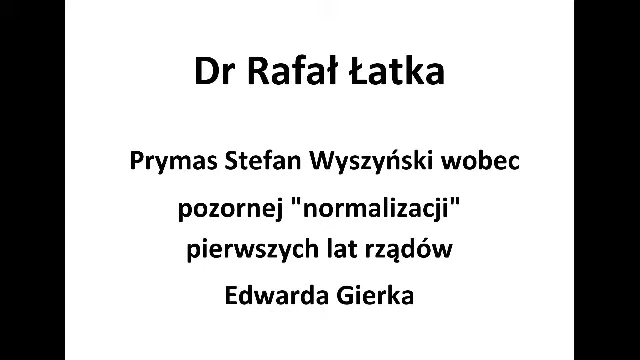 Dr Rafał Łatka
Prymas Stefan Wyszyński wobec
pozornej "normalizacji"
pierwszych lat rządów
Edwarda Gierka